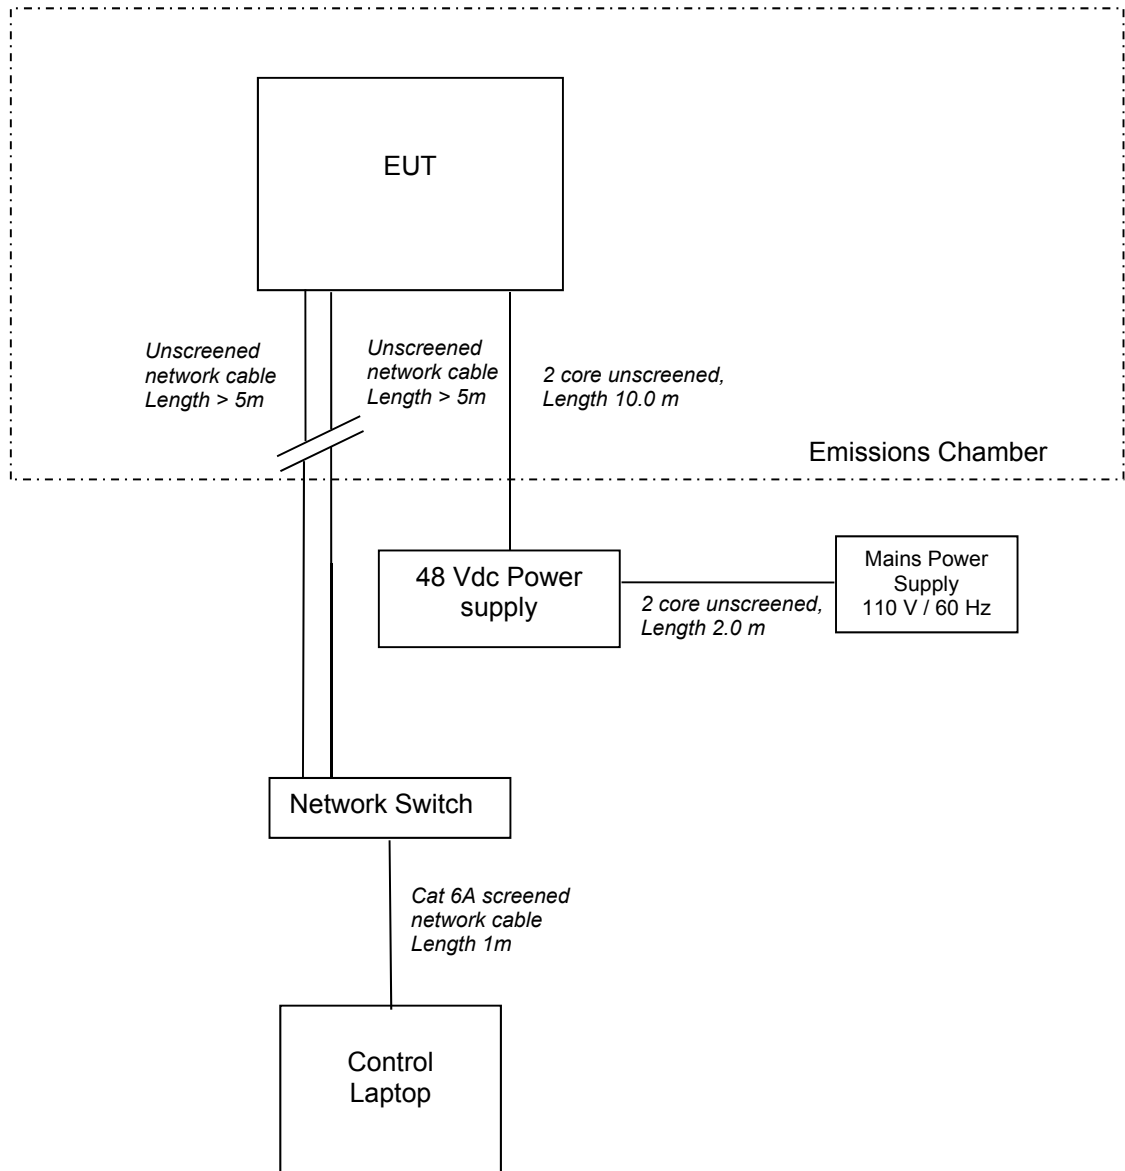 EUT
Unscreened
network cable
Length > 5m
Unscreened
network cable
Length > 5m
2 core unscreened,
Length 10.0 m
Emissions Chamber
48 Vdc Power
supply
2 core unscreened,
Length 2.0 m
Mains Power
Supply
110 V / 60 Hz
Network Switch
Cat 6A screened
network cable
Length 1m
Control
Laptop